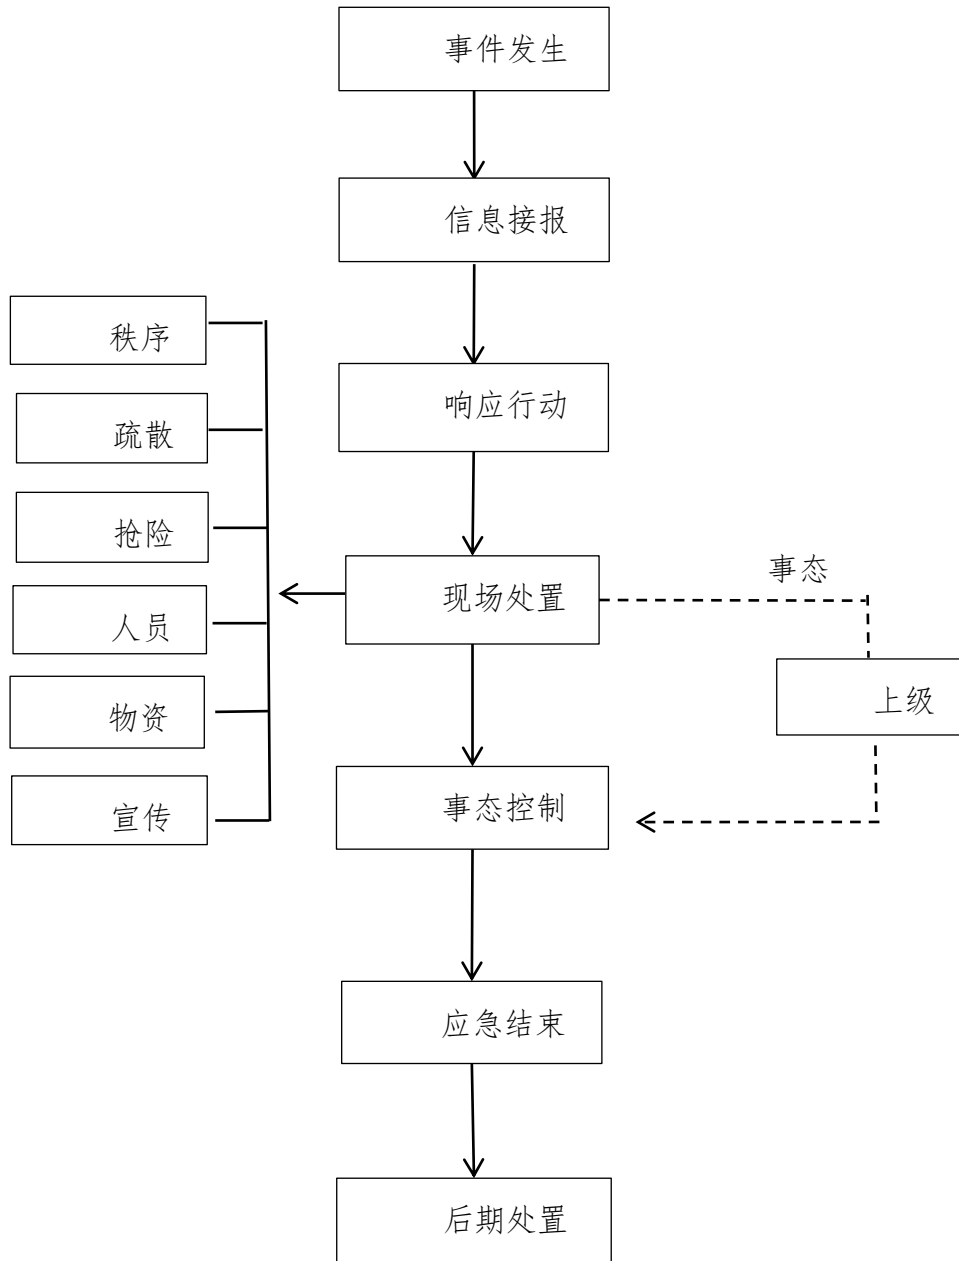 事件发生
信息接报
响应行动
现场处置
事态控制
应急结束
后期处置
秩序
疏散
抢险
人员
物资
宣传
事态
上级